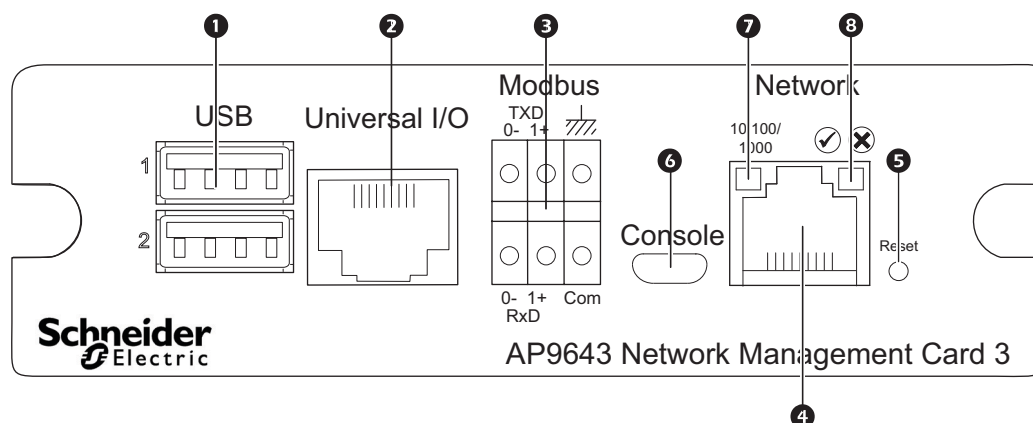 1 2 3 7 8
Modbus Network
USB Universal I/O TXD
0- 1+
10/100/
1000
1
5
6
2
Console
Reset
0- 1+ Com
RxD
Schneider
Electric
AP9643 Network Management Card 3
4